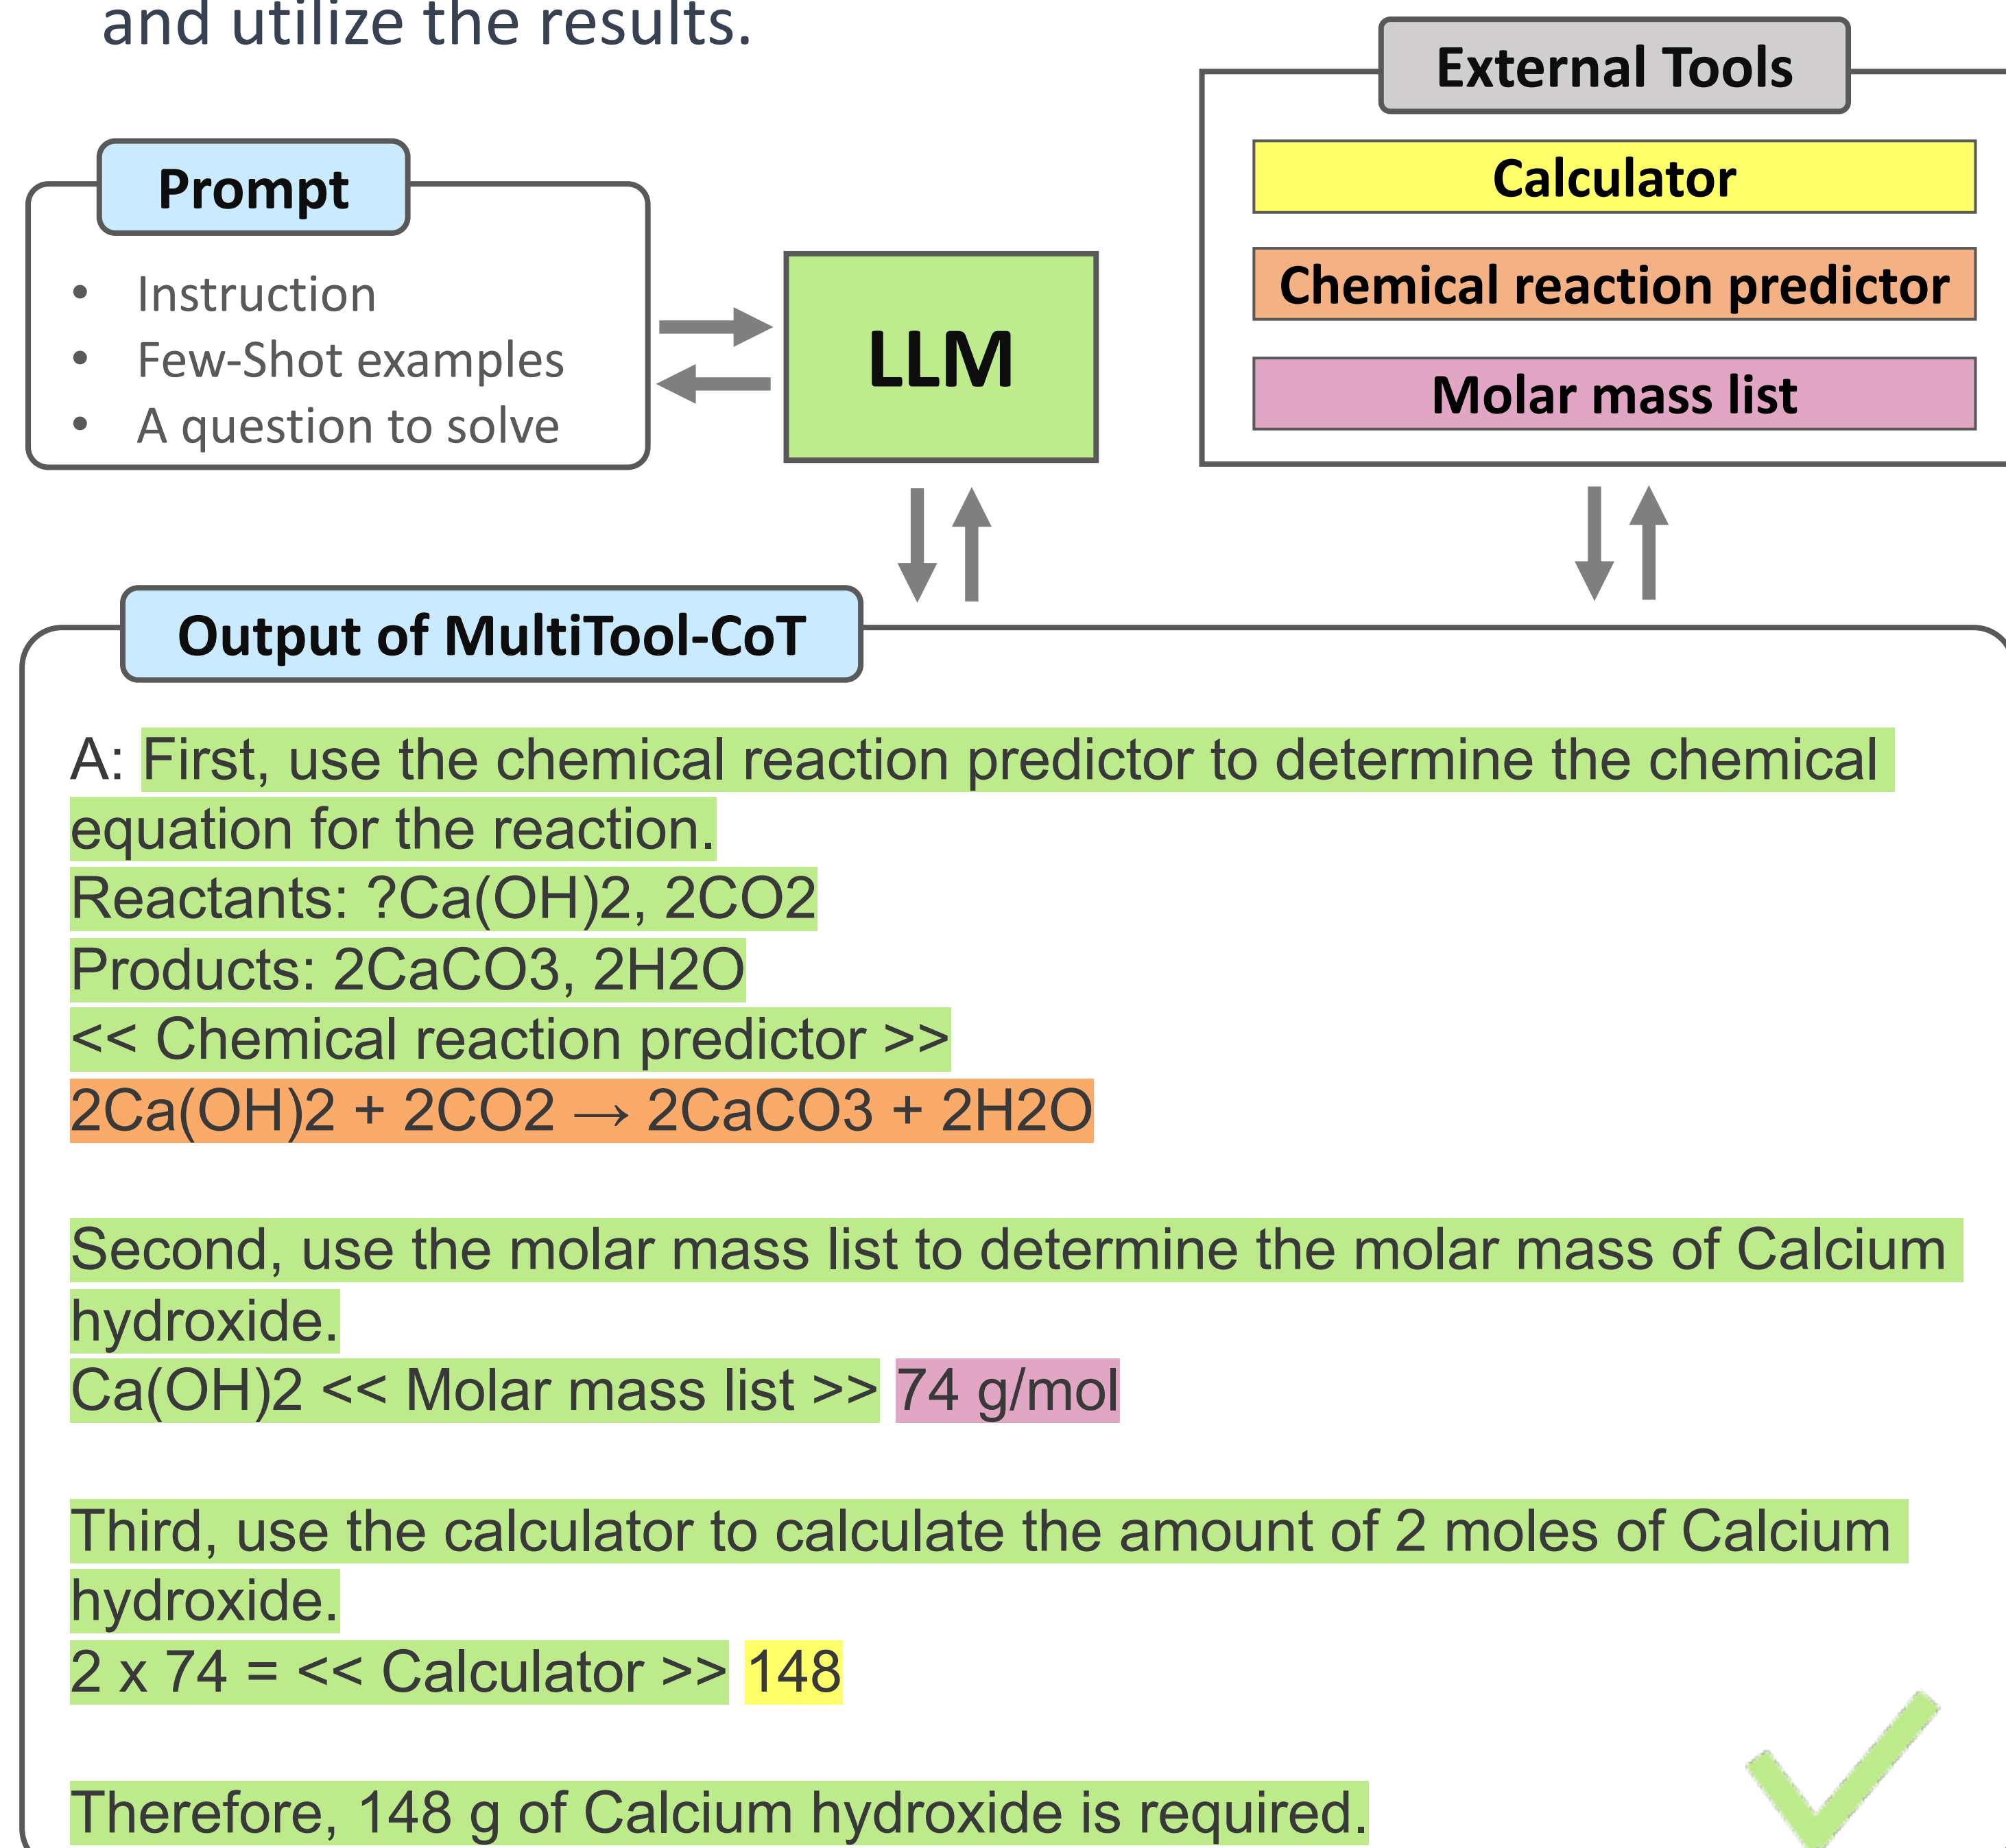 and utilize the results.
External Tools
Calculator
Chemical reaction predictor
Molar mass list
Prompt
• Instruction
• Few-Shot examples
• A question to solve
LLM
Output of MultiTool-CoT
A: First, use the chemical reaction predictor to determine the chemical
equation for the reaction.
Reactants: ?Ca(OH)2, 2CO2
Products: 2CaCO3, 2H2O
<< Chemical reaction predictor >>
2Ca(OH)2 + 2CO2 → 2CaCO3 + 2H2O
Second, use the molar mass list to determine the molar mass of Calcium
hydroxide.
Ca(OH)2 << Molar mass list >> 74 g/mol
Third, use the calculator to calculate the amount of 2 moles of Calcium
hydroxide.
2 x 74 = << Calculator >> 148
Therefore, 148 g of Calcium hydroxide is required.